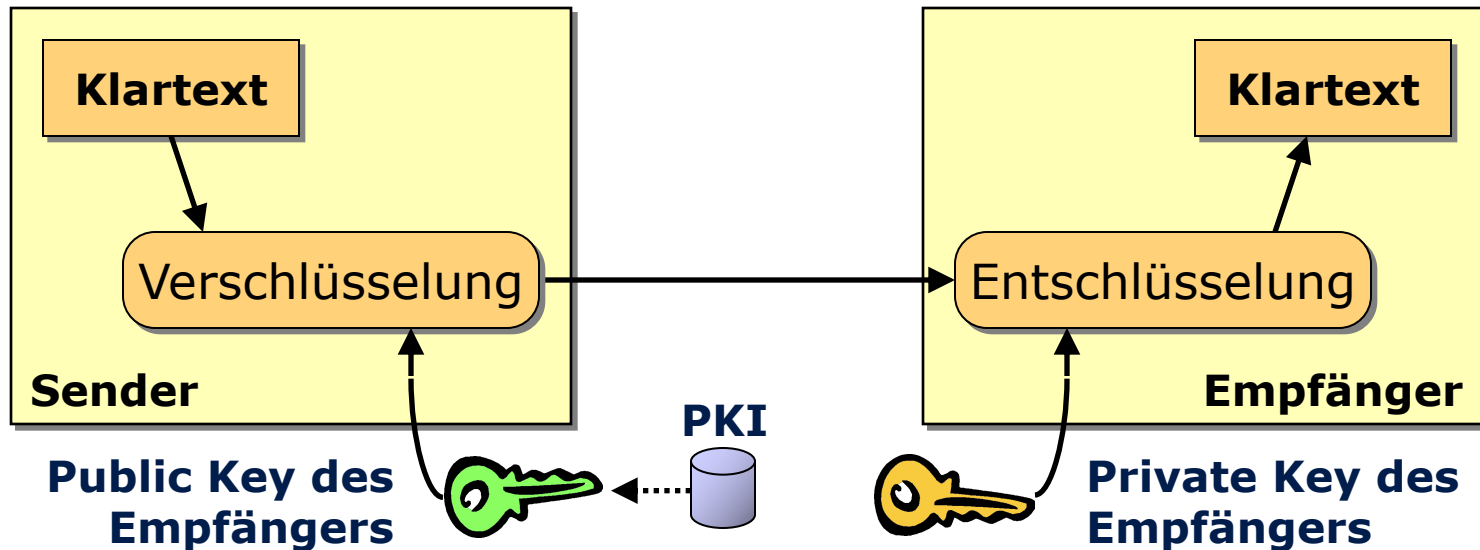 Klartext
Klartext
Verschlüsselung
Entschlüsselung
Sender
Empfänger
PKI
Public Key des
Empfängers
Private Key des
Empfängers